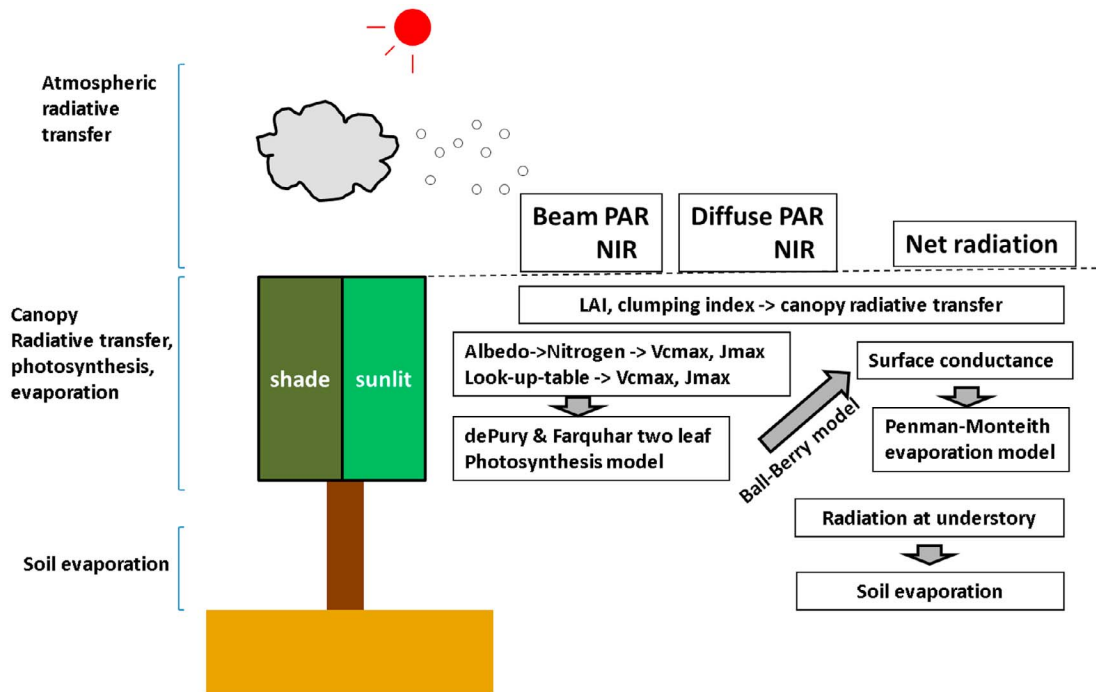 Atmospheric
radiative
transfer
Beam PAR
NIR
Diffuse PAR
NIR
Net radiation
Canopy
Radiative transfer,
photosynthesis,
evaporation
shade
sunlit
LAI, clumping index -> canopy radiative transfer
Albedo->Nitrogen -> Vcmax, Jmax
Look-up-table -> Vcmax, Jmax
dePury & Farquhar two leaf
Photosynthesis model
Ball-Berry model
Surface conductance
Penman-Monteith
evaporation model
Radiation at understory
Soil evaporation
Soil evaporation